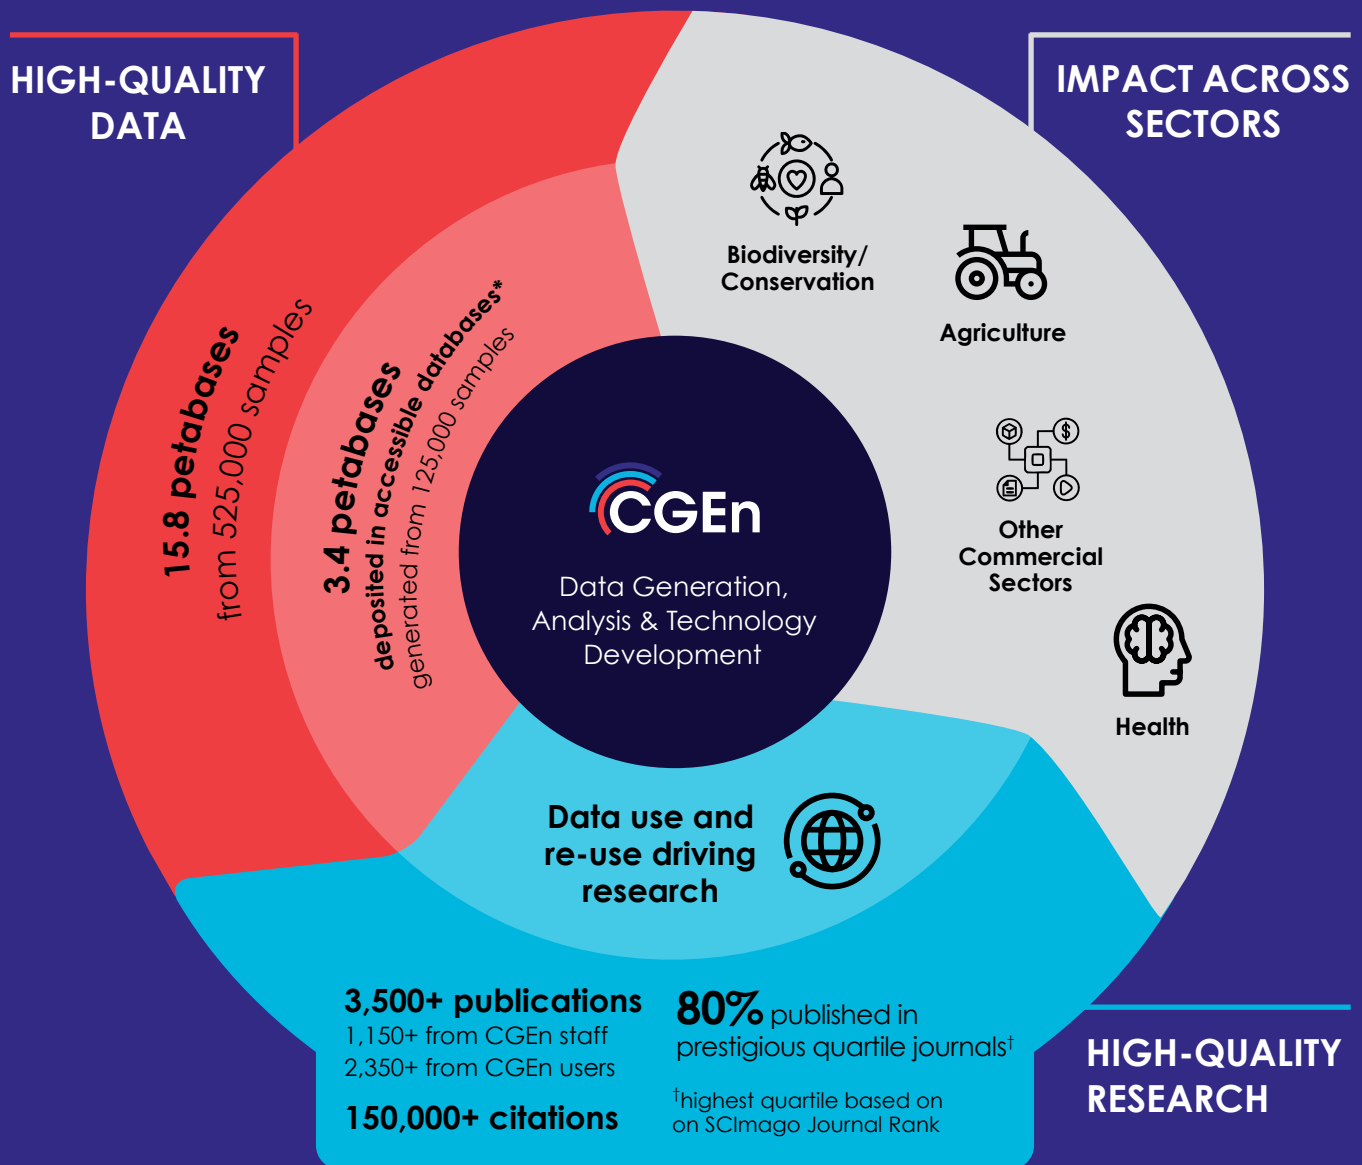 HIGH-QUALITY
DATA
IMPACT ACROSS
SECTORS
15.8 petabases
from 525,000 samples
3.4 petabases
deposited in accessible databases*
generated from 125,000 samples
Biodiversity/
Conservation
Agriculture
Other
Commercial
Sectors
Health
CGEn
Data Generation,
Analysis & Technology
Development
Data use and
re-use driving
research
3,500+ publications
1,150+ from CGEn staff
2,350+ from CGEn users
150,000+ citations
80% published in
prestigious quartile journals†
†highest quartile based on
on SCImago Journal Rank
HIGH-QUALITY
RESEARCH